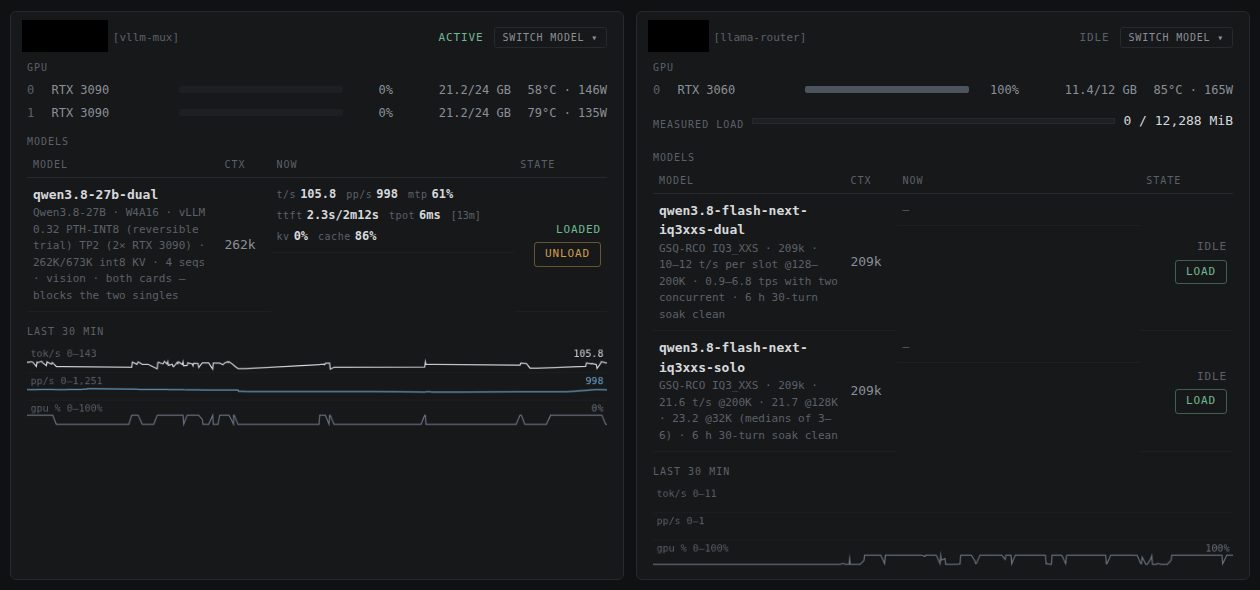 [vllm-mux] ACTIVE SWITCH MODEL ▾
GPU
0 RTX 3090 0% 21.2/24 GB 58°C · 146W
1 RTX 3090 0% 21.2/24 GB 79°C · 135W
MODELS
MODEL CTX NOW STATE
qwen3.8-27b-dual
Qwen3.8-27B · W4A16 · vLLM
0.32 PTH-INT8 (reversible
trial) TP2 (2× RTX 3090) ·
262K/673K int8 KV · 4 seqs
· vision · both cards —
blocks the two singles
262k
t/s 105.8 pp/s 998 mtp 61%
ttft 2.3s/2m12s tpot 6ms [13m]
kv 0% cache 86%
LOADED
UNLOAD
LAST 30 MIN
tok/s 0–143 105.8
pp/s 0–1,251 998
gpu % 0–100% 0%
[llama-router] IDLE SWITCH MODEL ▾
GPU
0 RTX 3060 100% 11.4/12 GB 85°C · 165W
MEASURED LOAD 0 / 12,288 MiB
MODELS
MODEL CTX NOW STATE
qwen3.8-flash-next-
iq3xxs-dual
GSQ-RCO IQ3_XXS · 209k ·
10–12 t/s per slot @128–
200K · 0.9–6.8 tps with two
concurrent · 6 h 30-turn
soak clean
209k
—
IDLE
LOAD
qwen3.8-flash-next-
iq3xxs-solo
GSQ-RCO IQ3_XXS · 209k ·
21.6 t/s @200K · 21.7 @128K
· 23.2 @32K (medians of 3–
6) · 6 h 30-turn soak clean
209k
—
IDLE
LOAD
LAST 30 MIN
tok/s 0–11
pp/s 0–1
gpu % 0–100% 100%